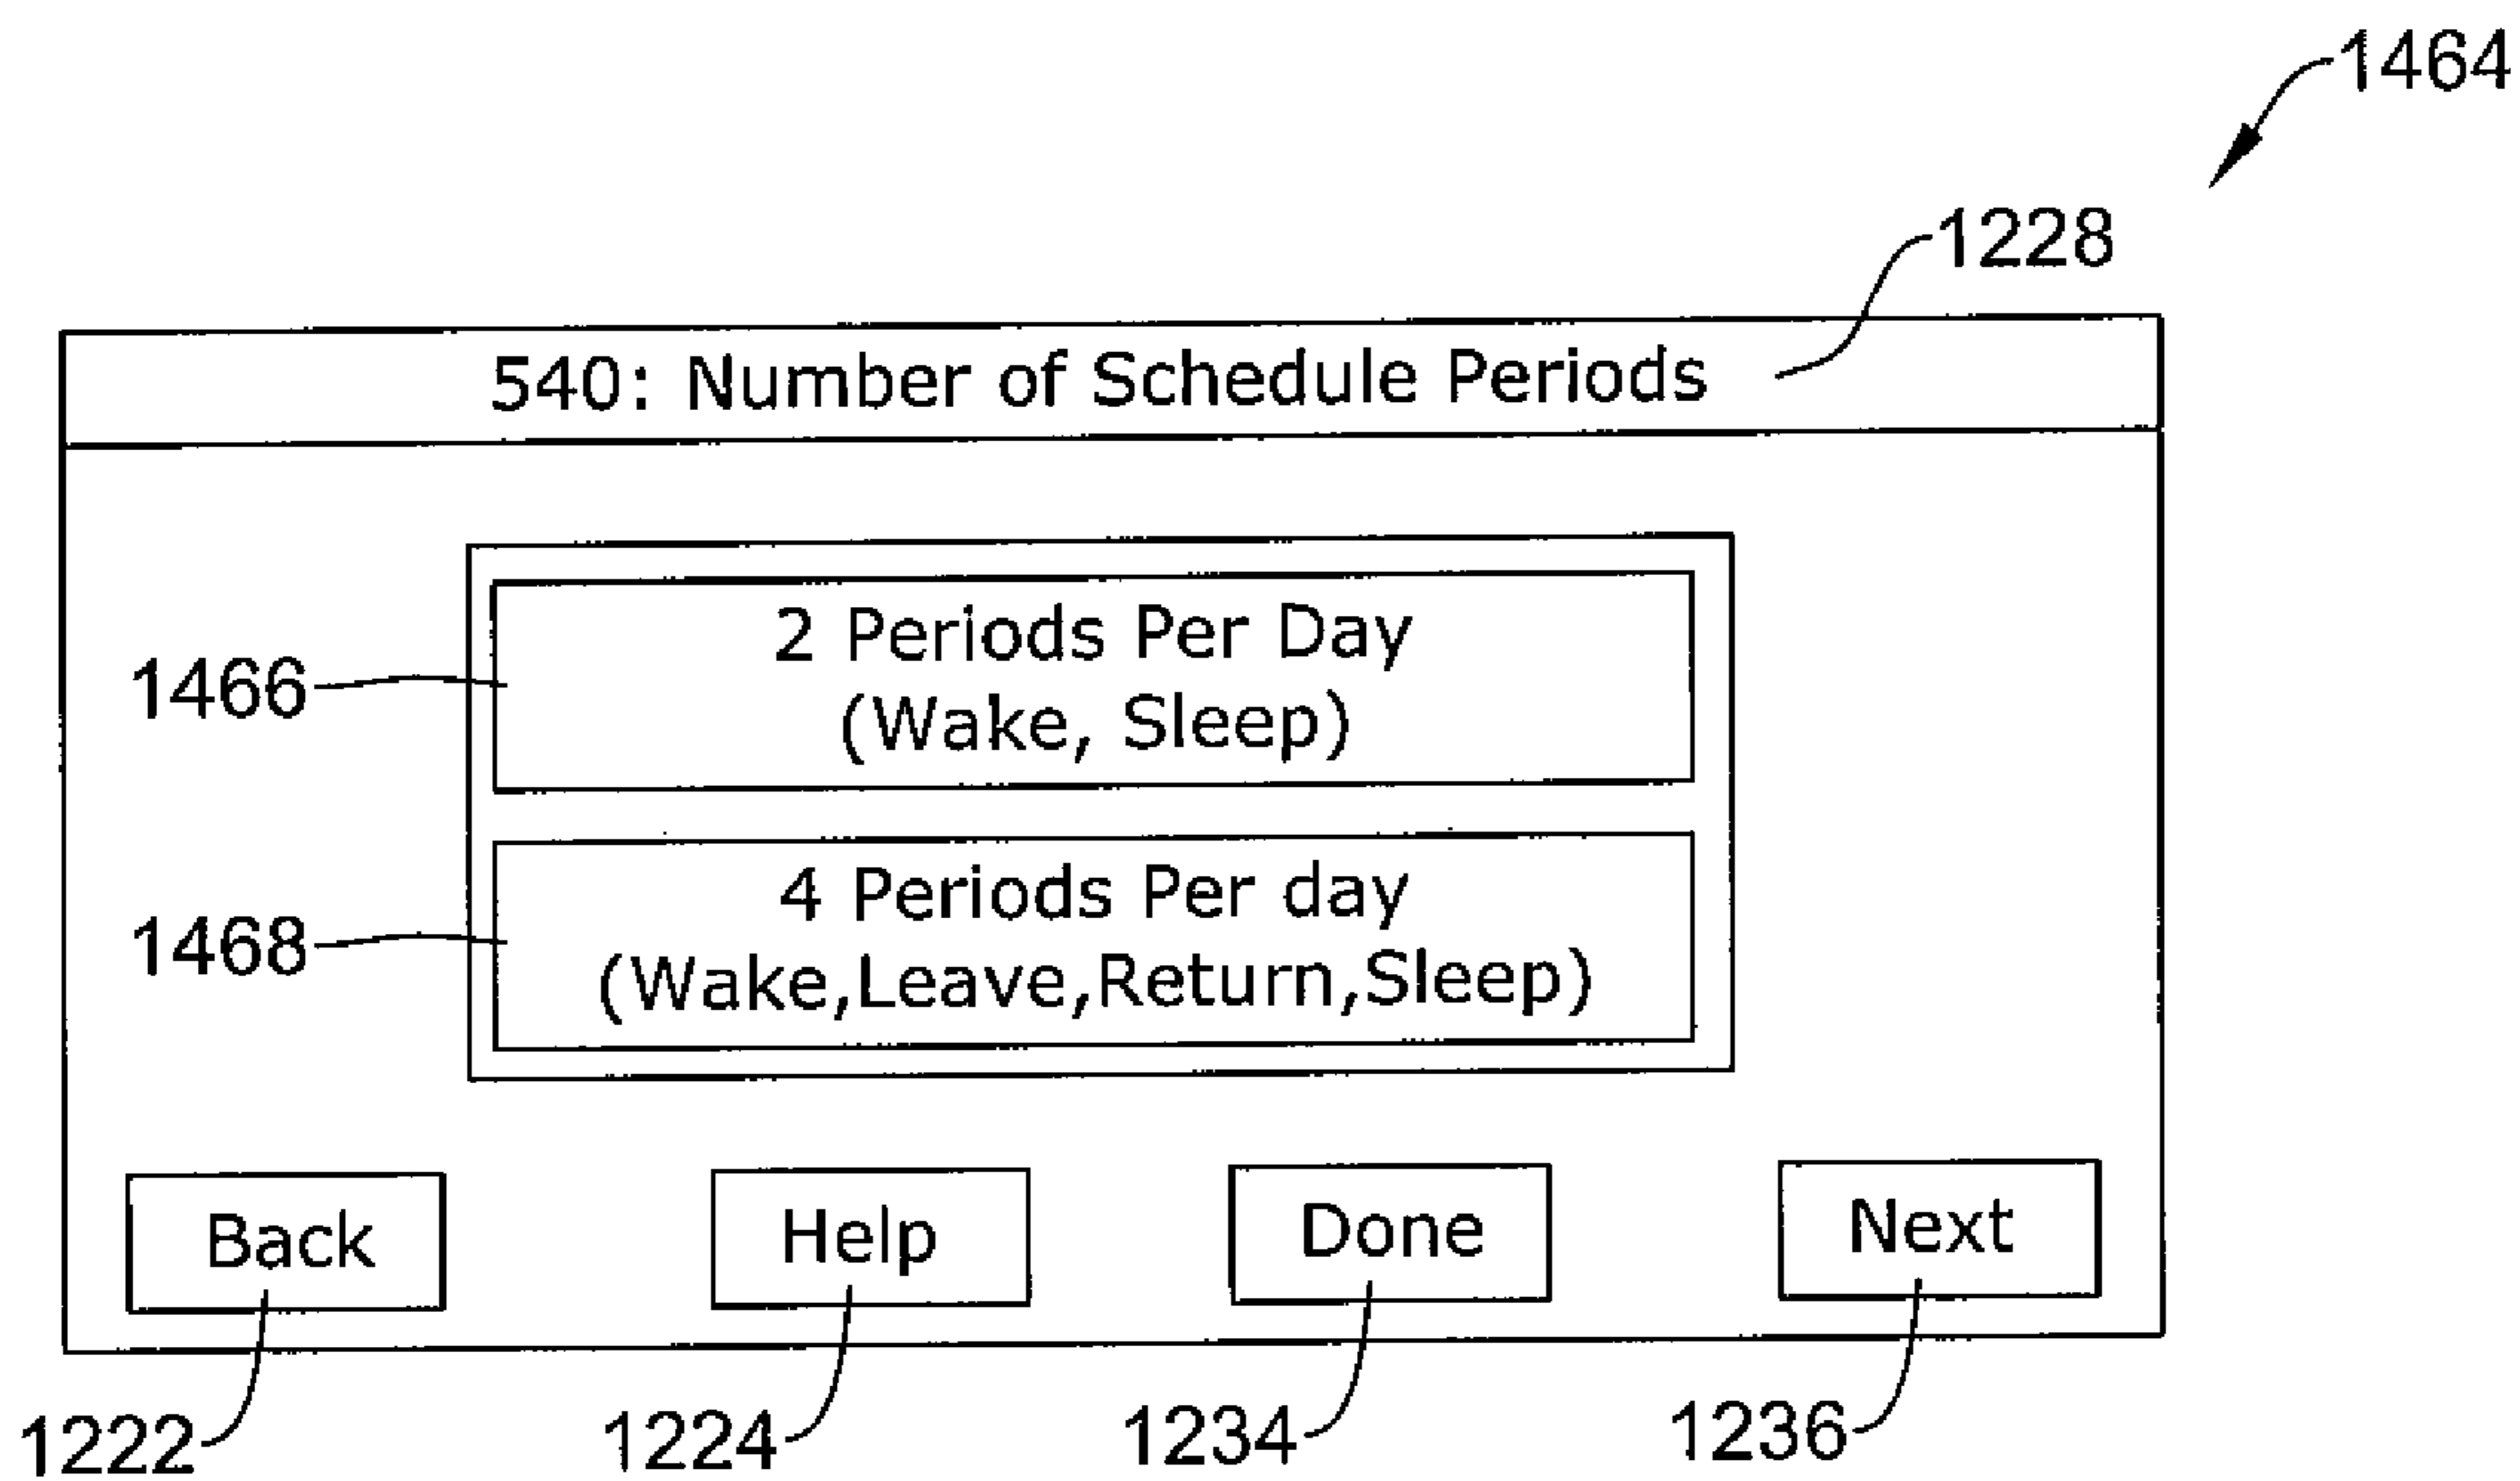 1464
1228
540: Number of Schedule Periods
2 Periods Per Day
1466
(Wake, Sleep)
4 Periods Per day
1468
(Wake,Leave,Return,Sleep)
Back
Help
Done
Next
1222
1224
1234
1236